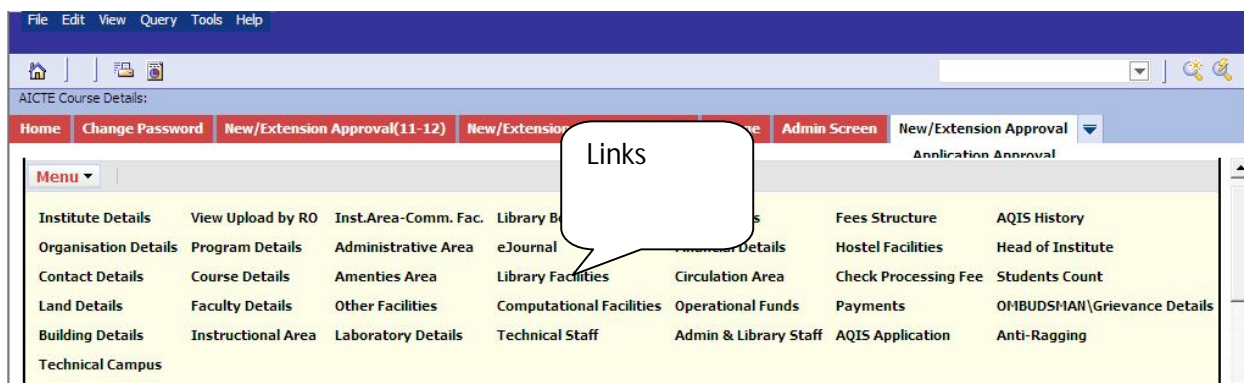 File Edit View Query Tools Help
AICTE Course Details:
Home Change Password New/Extension Approval(11-12) Admin Screen New/Extension Approval
Links
Application Approval
Menu
Institute Details View Upload by RO Inst.Area-Comm. Fac. Library Fees Structure AQIS History
Organisation Details Program Details Administrative Area eJournal Financial Details Hostel Facilities Head of Institute
Contact Details Course Details Amenties Area Library Facilities Circulation Area Check Processing Fee Students Count
Land Details Faculty Details Other Facilities Computational Facilities Operational Funds Payments OMBUDSMAN\Grievance Details
Building Details Instructional Area Laboratory Details Technical Staff Admin & Library Staff AQIS Application Anti-Ragging
Technical Campus